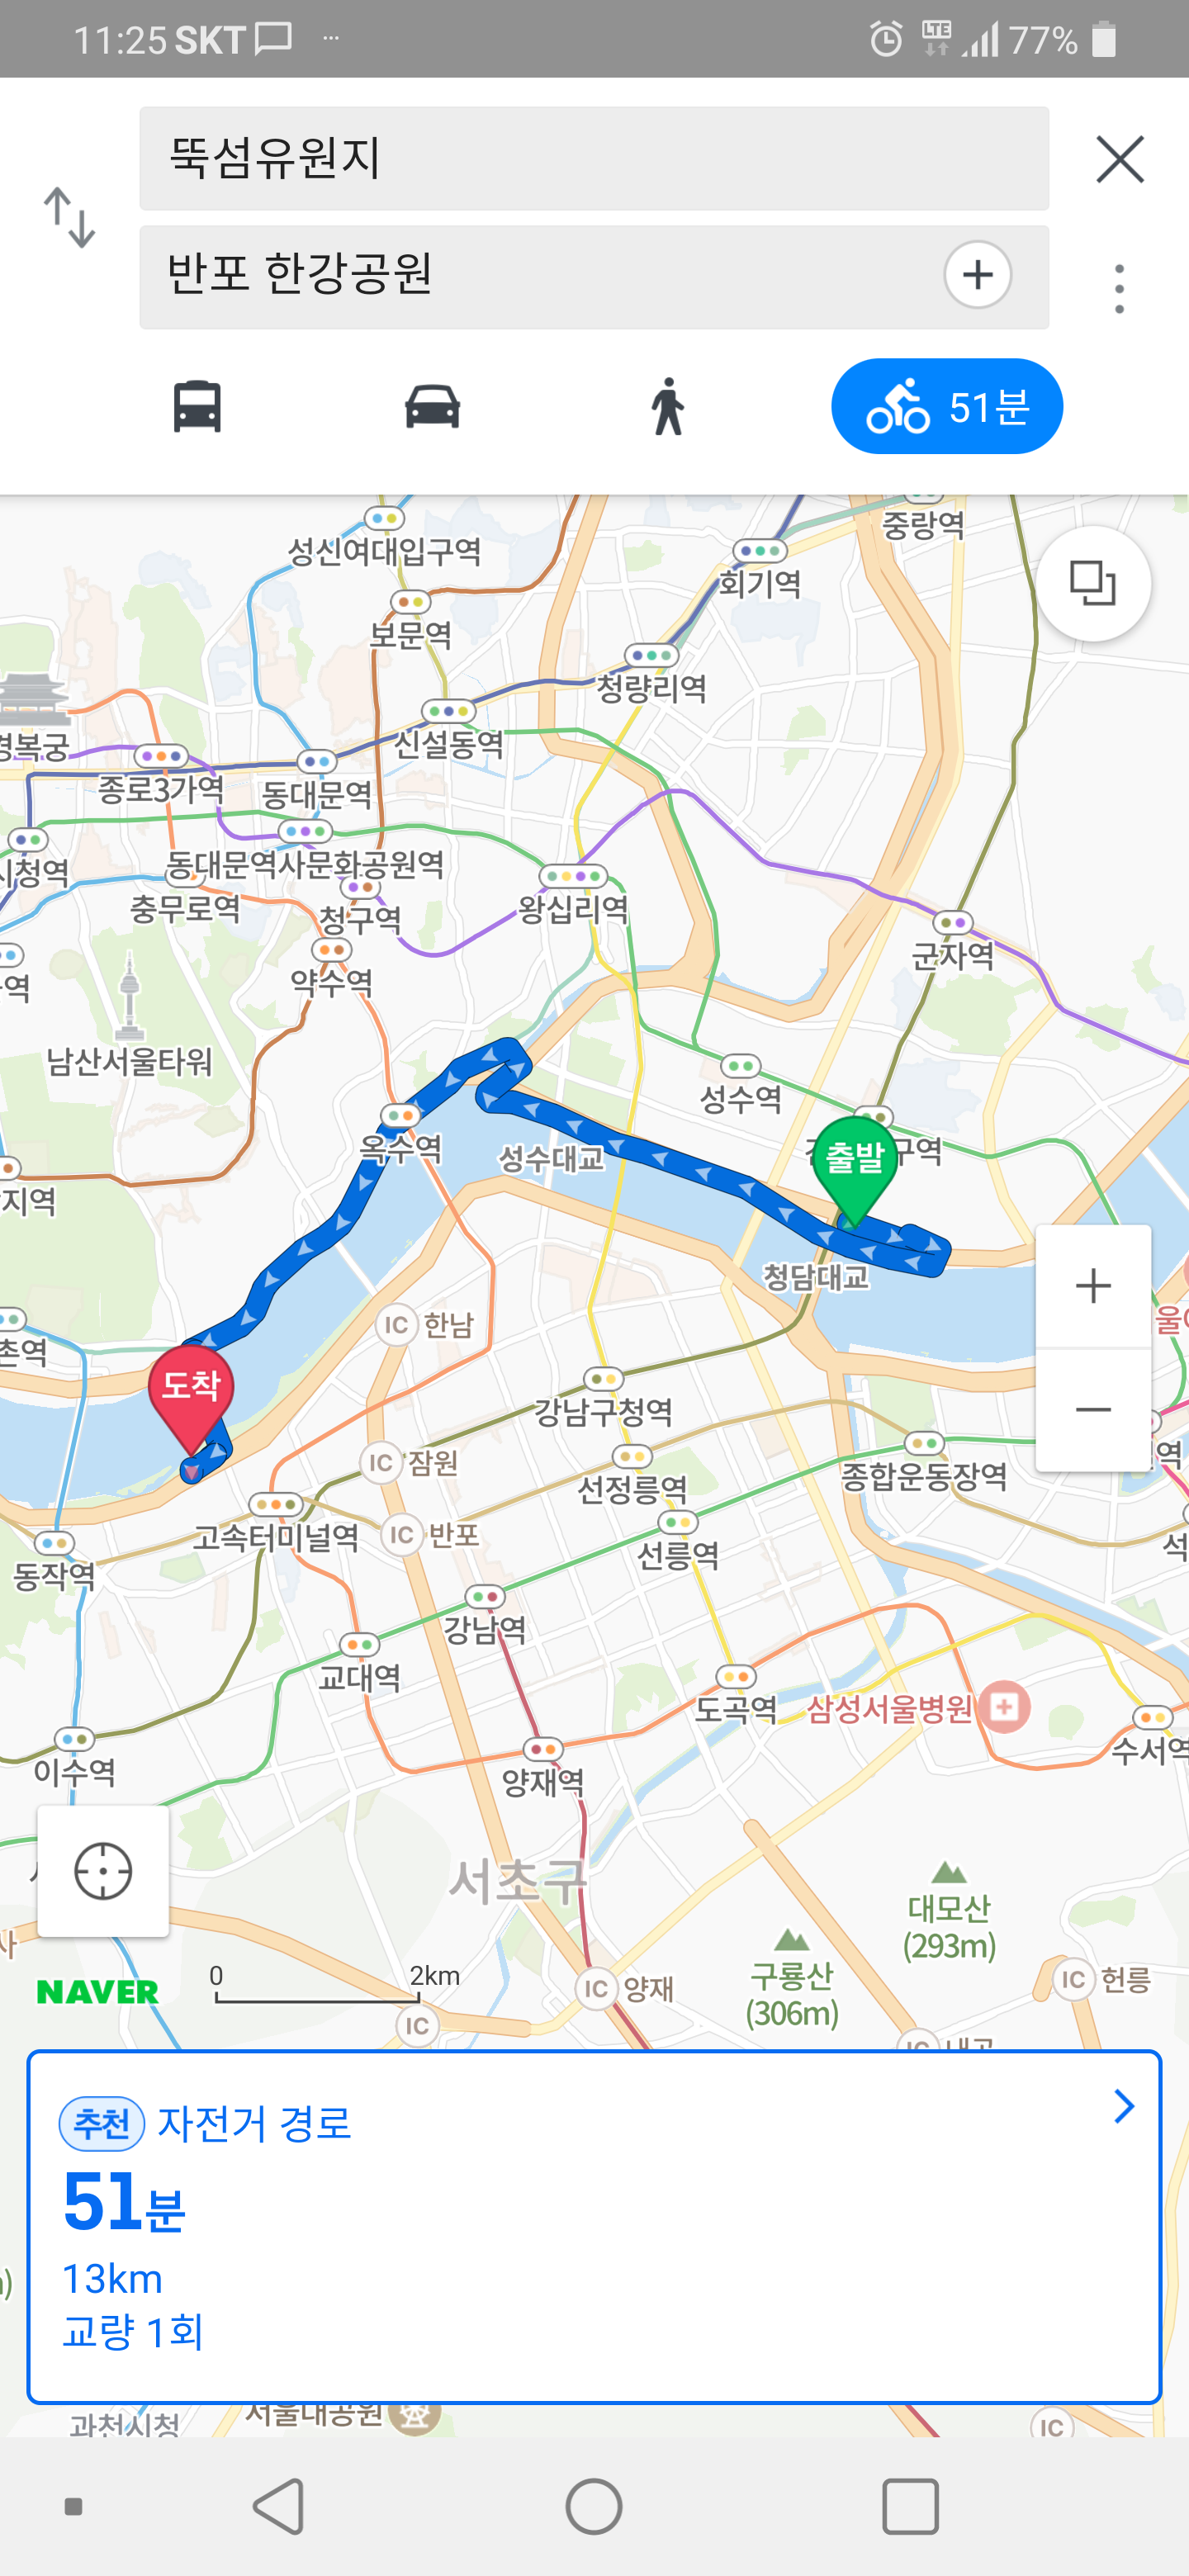 11:25 SKT ··· LTE 77%
뚝섬유원지
반포 한강공원
51분
중랑역
성신여대입구역
회기역
보문역
청량리역
신설동역
경복궁
종로3가역
동대문역
시청역
동대문역사문화공원역
충무로역
청구역
왕십리역
군자역
약수역
남산서울타워
성수역
옥수역
성수대교
출발
청담대교
IC 한남
도착
강남구청역
IC 잠원
선정릉역
종합운동장역
고속터미널역
IC 반포
선릉역
동작역
강남역
교대역
도곡역
삼성서울병원
수서역
이수역
양재역
서초구
대모산
(293m)
구룡산
(306m)
IC 양재
IC 헌릉
NAVER
0 2km
IC
추천 자전거 경로
51분
13km
교량 1회
과천시청
서울대공원
IC